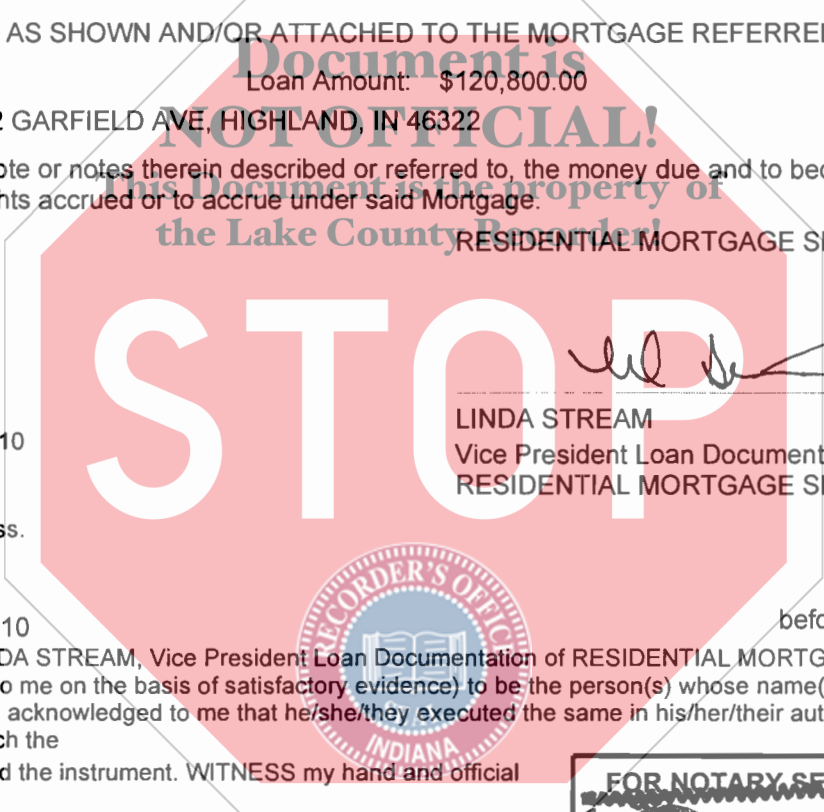 AS SHOWN AND/OR ATTACHED TO THE MORTGAGE REFERRE
Document is
Loan Amount: $120,800.00
NOT OFFICIAL!
2 GARFIELD AVE, HIGHLAND, IN 46322
ote or notes therein described or referred to, the money due and to bec
This Document is the property of
hts accrued or to accrue under said Mortgage.
the Lake County Recorder!
RESIDENTIAL MORTGAGE SE
STOP
LINDA STREAM
10
Vice President Loan Document
RESIDENTIAL MORTGAGE SE
ss.
RECORDER'S OFFICE
10
befo
DA STREAM, Vice President Loan Documentation of RESIDENTIAL MORTG
o me on the basis of satisfactory evidence) to be the person(s) whose name(
acknowledged to me that he/she/they executed the same in his/her/their aut
ch the
INDIANA
d the instrument. WITNESS my hand and official
FOR NOTARY SE